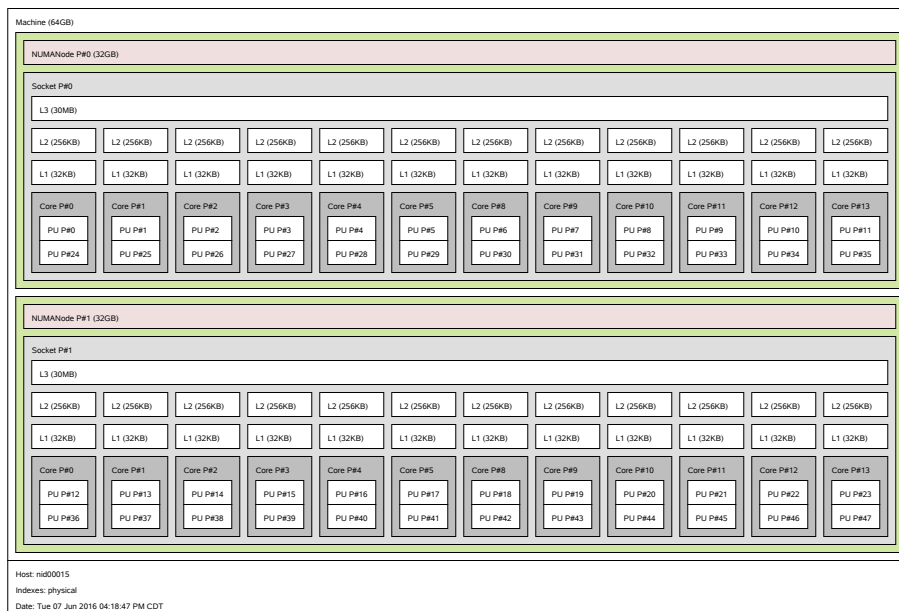 Machine (64GB)
NUMANode P#0 (32GB)
Socket P#0
L3 (30MB)
L2 (256KB) L2 (256KB) L2 (256KB) L2 (256KB) L2 (256KB) L2 (256KB) L2 (256KB) L2 (256KB) L2 (256KB) L2 (256KB) L2 (256KB) L2 (256KB)
L1 (32KB) L1 (32KB) L1 (32KB) L1 (32KB) L1 (32KB) L1 (32KB) L1 (32KB) L1 (32KB) L1 (32KB) L1 (32KB) L1 (32KB) L1 (32KB)
Core P#0 Core P#1 Core P#2 Core P#3 Core P#4 Core P#5 Core P#8 Core P#9 Core P#10 Core P#11 Core P#12 Core P#13
PU P#0 PU P#1 PU P#2 PU P#3 PU P#4 PU P#5 PU P#6 PU P#7 PU P#8 PU P#9 PU P#10 PU P#11
PU P#24 PU P#25 PU P#26 PU P#27 PU P#28 PU P#29 PU P#30 PU P#31 PU P#32 PU P#33 PU P#34 PU P#35
NUMANode P#1 (32GB)
Socket P#1
L3 (30MB)
L2 (256KB) L2 (256KB) L2 (256KB) L2 (256KB) L2 (256KB) L2 (256KB) L2 (256KB) L2 (256KB) L2 (256KB) L2 (256KB) L2 (256KB) L2 (256KB)
L1 (32KB) L1 (32KB) L1 (32KB) L1 (32KB) L1 (32KB) L1 (32KB) L1 (32KB) L1 (32KB) L1 (32KB) L1 (32KB) L1 (32KB) L1 (32KB)
Core P#0 Core P#1 Core P#2 Core P#3 Core P#4 Core P#5 Core P#8 Core P#9 Core P#10 Core P#11 Core P#12 Core P#13
PU P#12 PU P#13 PU P#14 PU P#15 PU P#16 PU P#17 PU P#18 PU P#19 PU P#20 PU P#21 PU P#22 PU P#23
PU P#36 PU P#37 PU P#38 PU P#39 PU P#40 PU P#41 PU P#42 PU P#43 PU P#44 PU P#45 PU P#46 PU P#47
Host: nid00015
Indexes: physical
Date: Tue 07 Jun 2016 04:18:47 PM CDT